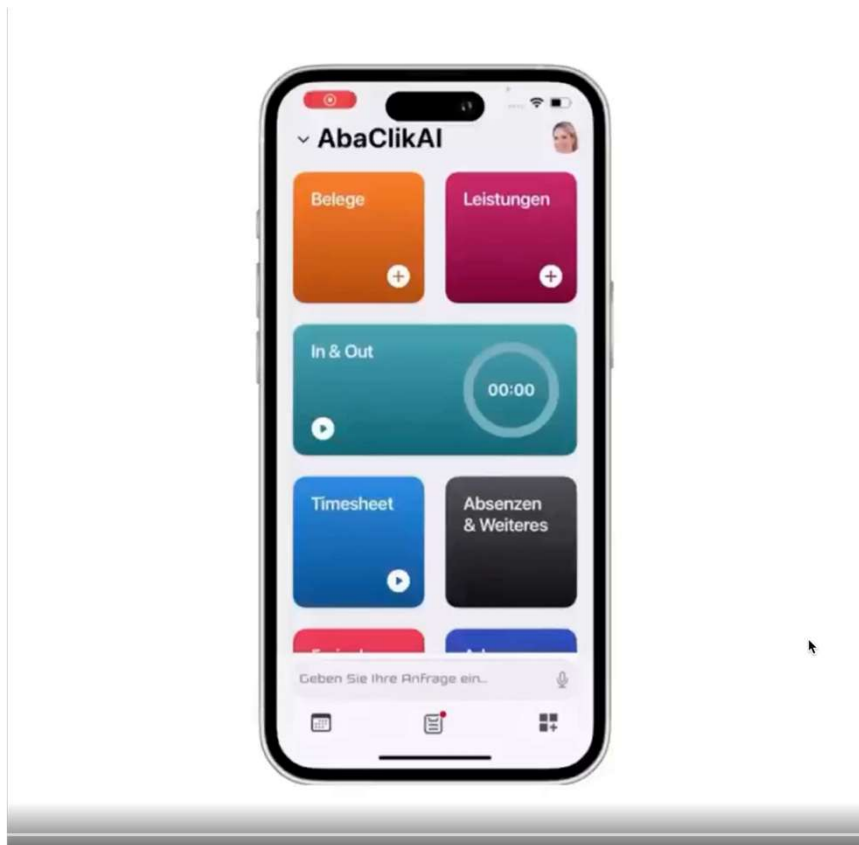 AbaClikAI
Belege
Leistungen
In & Out
00:00
Timesheet
Absenzen
& Weiteres
Geben Sie Ihre Anfrage ein...